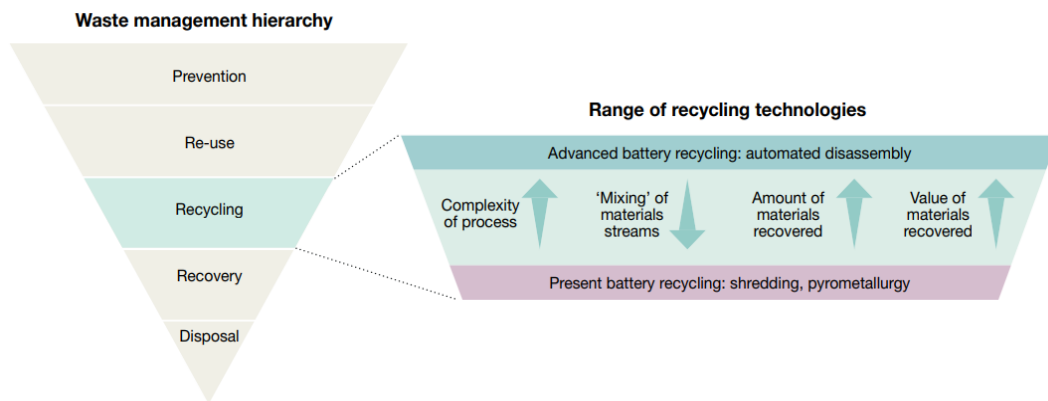 Waste management hierarchy
Prevention
Re-use
Recycling
Recovery
Disposal
Range of recycling technologies
Advanced battery recycling: automated disassembly
Complexity
of process
‘Mixing’ of
materials
streams
Amount of
materials
recovered
Value of
materials
recovered
Present battery recycling: shredding, pyrometallurgy